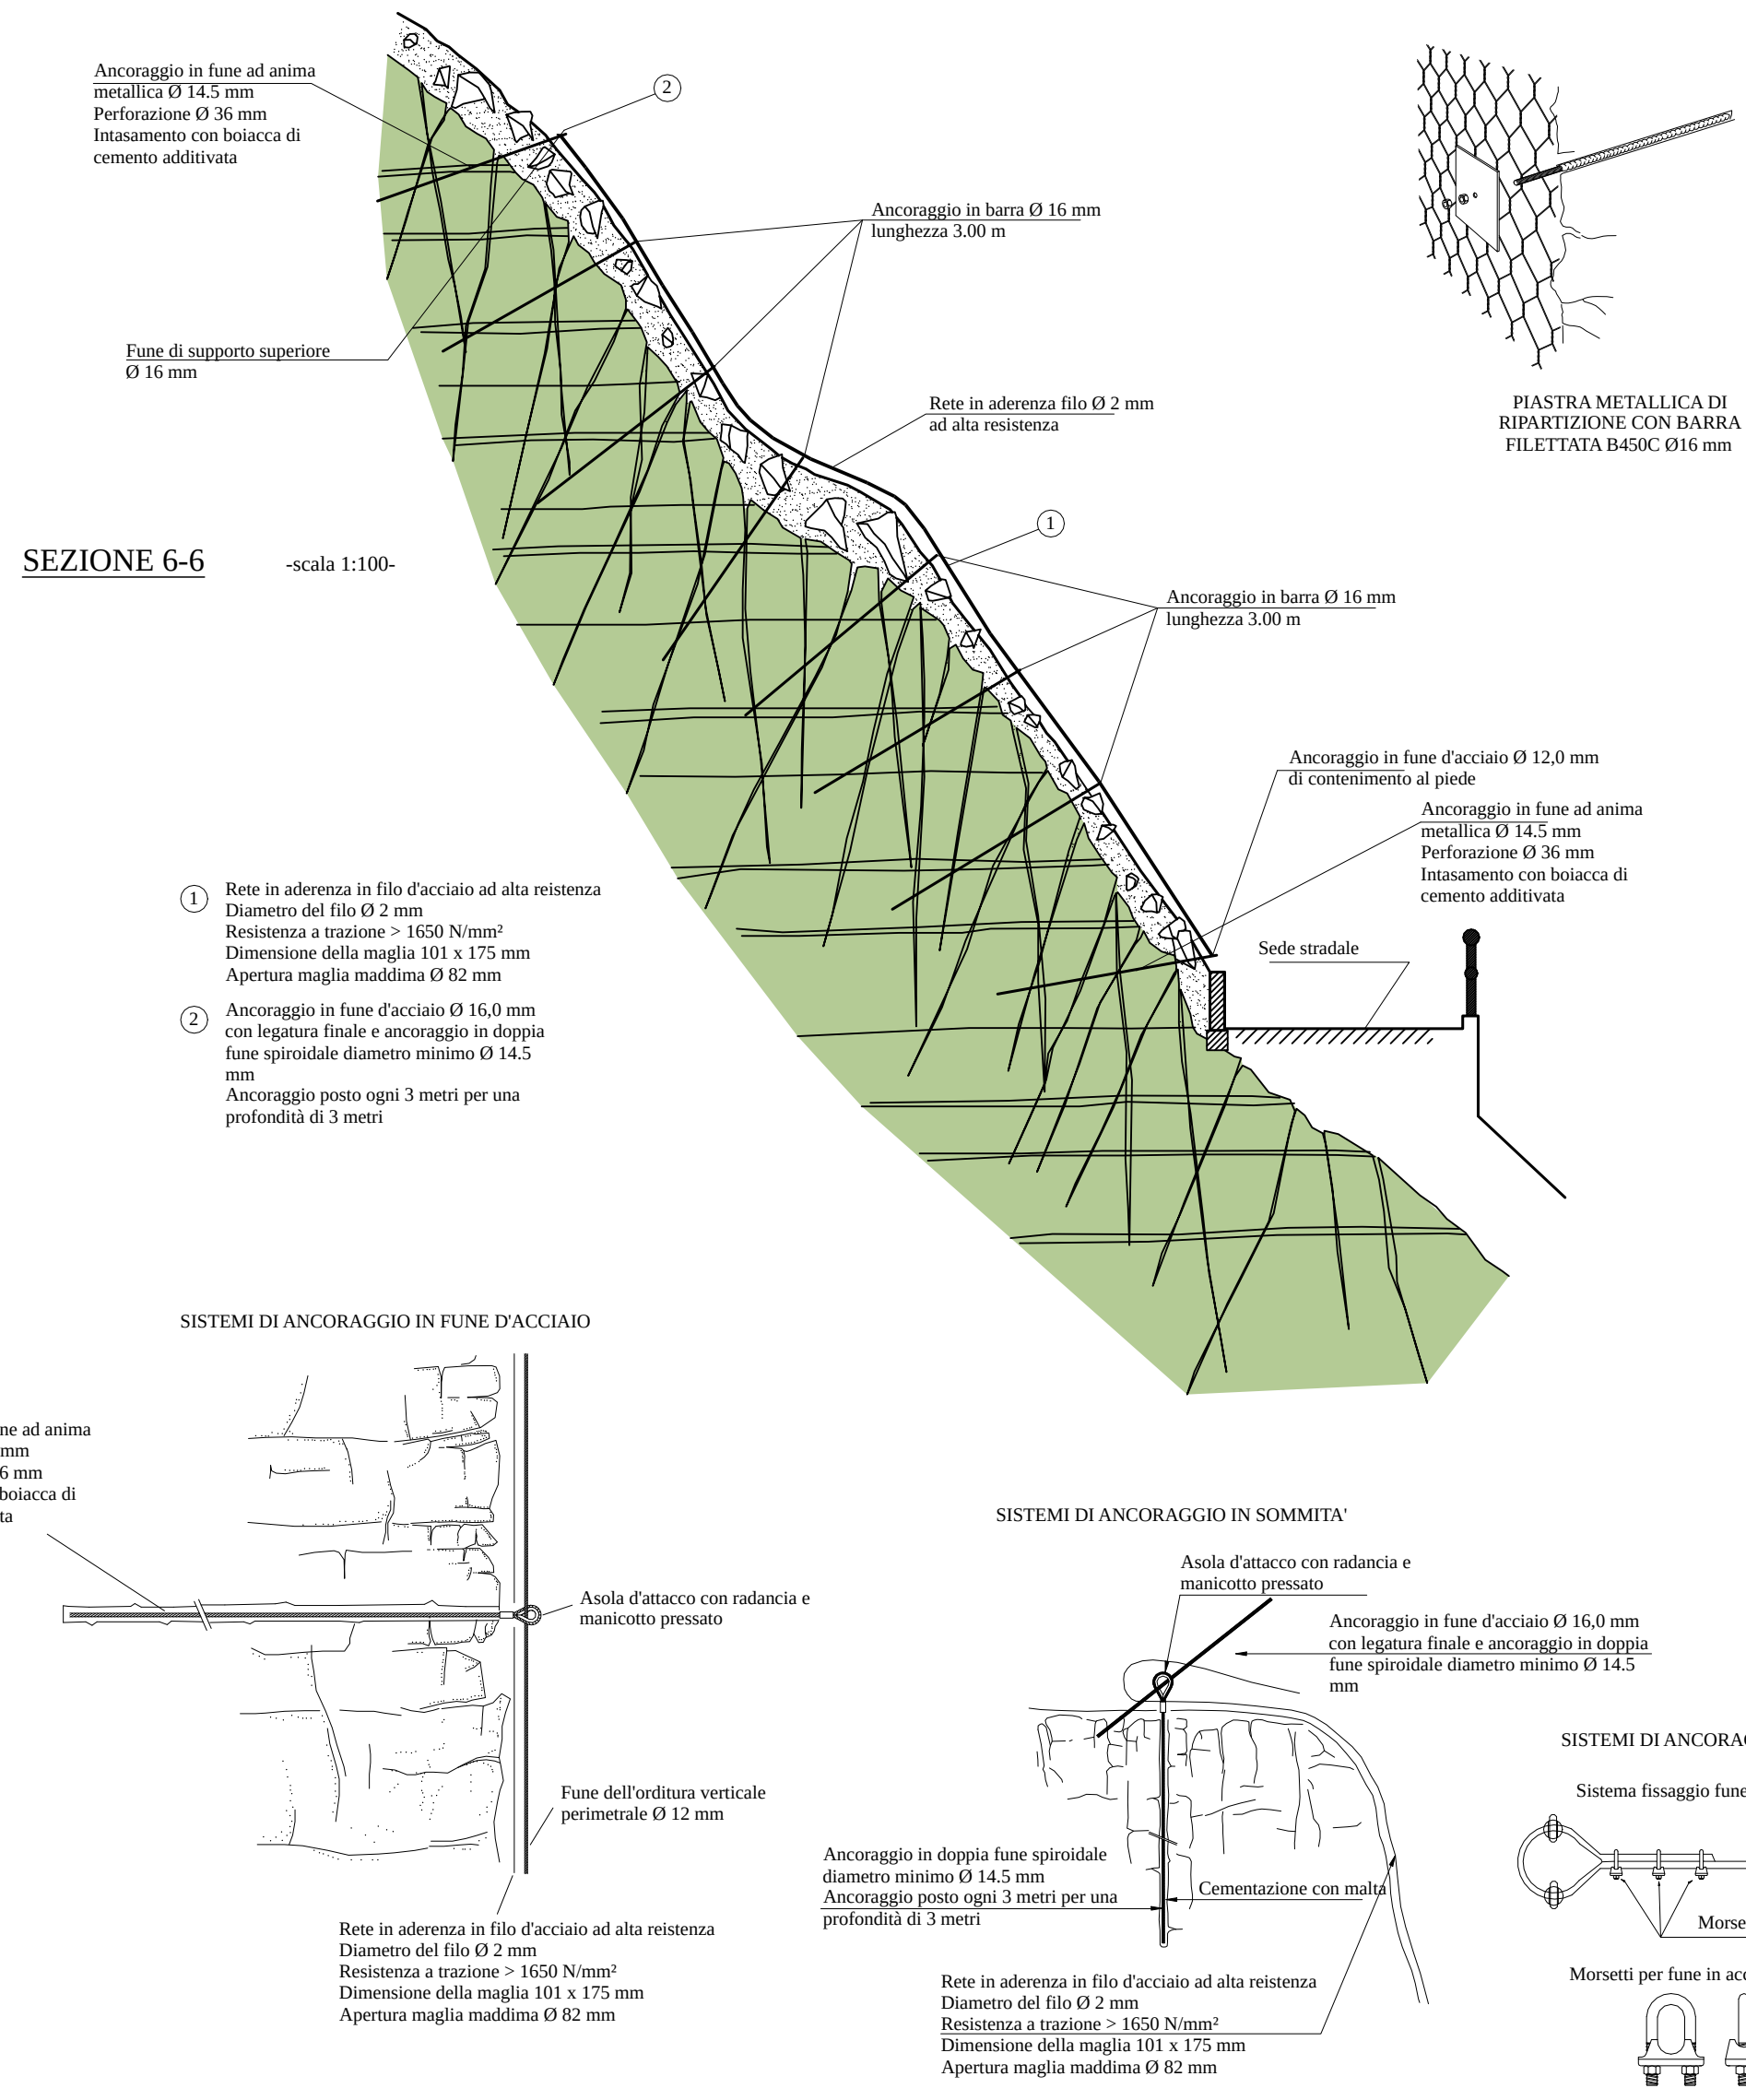 Ancoraggio in fune ad anima
metallica Ø 14.5 mm
Perforazione Ø 36 mm
Intasamento con boiacca di
cemento additivata
2
Ancoraggio in barra Ø 16 mm
lunghezza 3.00 m
Fune di supporto superiore
Ø 16 mm
Rete in aderenza filo Ø 2 mm
ad alta resistenza
PIASTRA METALLICA DI
RIPARTIZIONE CON BARRA
FILETTATA B450C Ø16 mm
1
SEZIONE 6-6
-scala 1:100-
Ancoraggio in barra Ø 16 mm
lunghezza 3.00 m
Ancoraggio in fune d'acciaio Ø 12,0 mm
di contenimento al piede
Ancoraggio in fune ad anima
metallica Ø 14.5 mm
Perforazione Ø 36 mm
Intasamento con boiacca di
cemento additivata
Sede stradale
1
Rete in aderenza in filo d'acciaio ad alta reistenza
Diametro del filo Ø 2 mm
Resistenza a trazione > 1650 N/mm²
Dimensione della maglia 101 x 175 mm
Apertura maglia maddima Ø 82 mm
2
Ancoraggio in fune d'acciaio Ø 16,0 mm
con legatura finale e ancoraggio in doppia
fune spiroidale diametro minimo Ø 14.5
mm
Ancoraggio posto ogni 3 metri per una
profondità di 3 metri
SISTEMI DI ANCORAGGIO IN FUNE D'ACCIAIO
ne ad anima
mm
6 mm
boiacca di
ta
Asola d'attacco con radancia e
manicotto pressato
Fune dell'orditura verticale
perimetrale Ø 12 mm
Rete in aderenza in filo d'acciaio ad alta reistenza
Diametro del filo Ø 2 mm
Resistenza a trazione > 1650 N/mm²
Dimensione della maglia 101 x 175 mm
Apertura maglia maddima Ø 82 mm
SISTEMI DI ANCORAGGIO IN SOMMITA'
Asola d'attacco con radancia e
manicotto pressato
Ancoraggio in fune d'acciaio Ø 16,0 mm
con legatura finale e ancoraggio in doppia
fune spiroidale diametro minimo Ø 14.5
mm
Ancoraggio in doppia fune spiroidale
diametro minimo Ø 14.5 mm
Ancoraggio posto ogni 3 metri per una
profondità di 3 metri
Cementazione con malta
Rete in aderenza in filo d'acciaio ad alta reistenza
Diametro del filo Ø 2 mm
Resistenza a trazione > 1650 N/mm²
Dimensione della maglia 101 x 175 mm
Apertura maglia maddima Ø 82 mm
SISTEMI DI ANCORAG
Sistema fissaggio fune
Morse
Morsetti per fune in acc